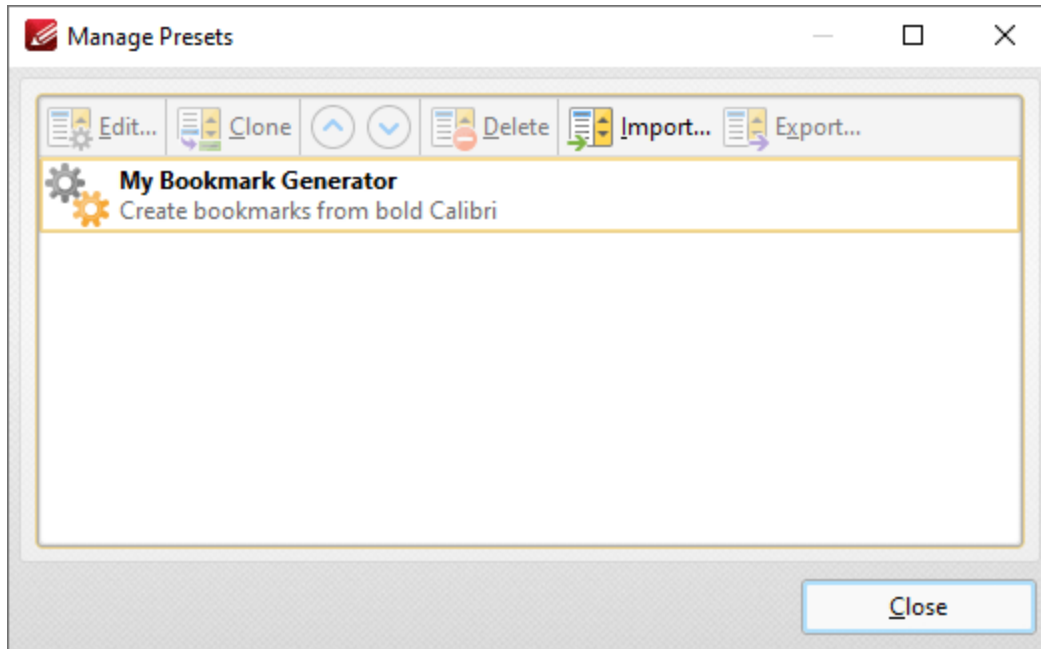 Manage Presets
Edit... Clone Delete Import... Export...
My Bookmark Generator
Create bookmarks from bold Calibri
Close